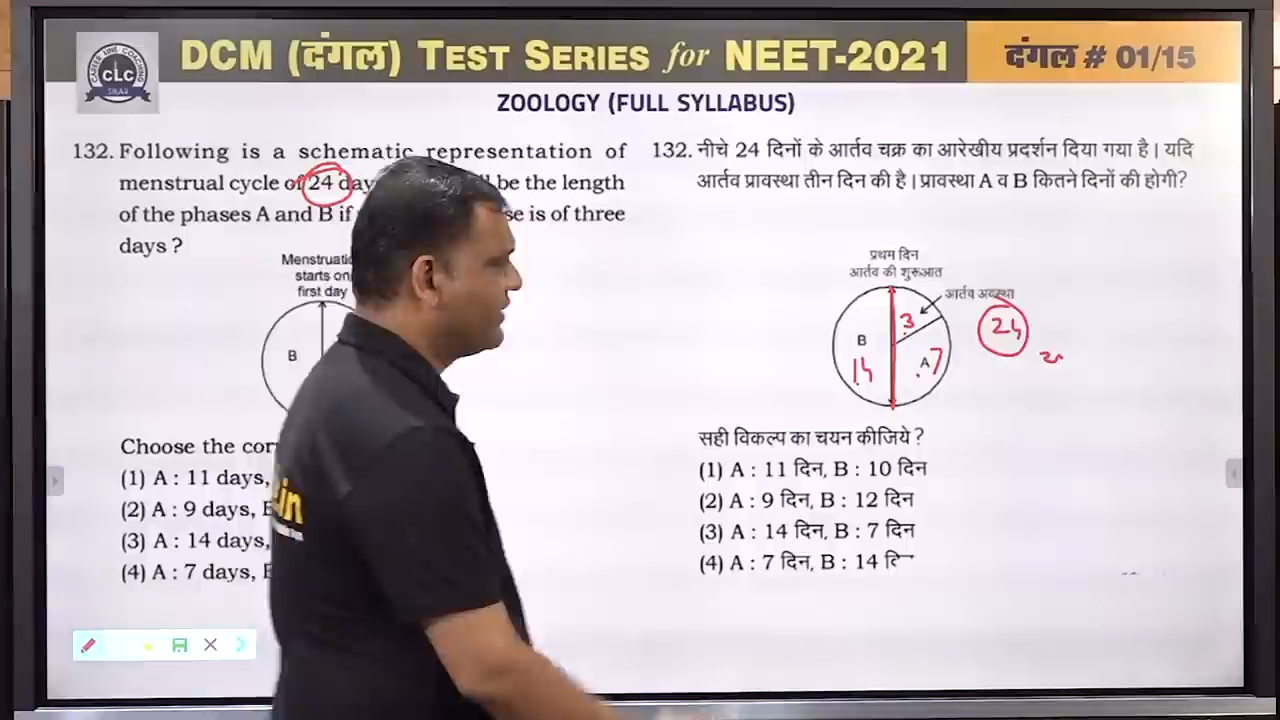 CAREER LINE COACHING
CLC
SIKAR
DCM (दंगल) TEST SERIES for NEET-2021
दंगल # 01/15
ZOOLOGY (FULL SYLLABUS)
132. Following is a schematic representation of
menstrual cycle of 24 be the length
of the phases A and B if is of three
days ?
starts on
first day
B
Choose the
(1) A : 11 days,
(2) A : 9 days,
(3) A : 14 days,
(4) A : 7 days,
in
132. नीचे 24 दिनों के आर्तव चक्र का आरेखीय प्रदर्शन दिया गया है। यदि
आर्तव प्रावस्था तीन दिन की है। प्रावस्था A व B कितने दिनों की होगी?
प्रथम दिन
आर्तव की शुरूआत
आर्तव अवस्था
3
24
B
A 7
14
सही विकल्प का चयन कीजिये ?
(1) A : 11 दिन, B : 10 दिन
(2) A : 9 दिन, B : 12 दिन
(3) A : 14 दिन, B : 7 दिन
(4) A : 7 दिन, B : 14